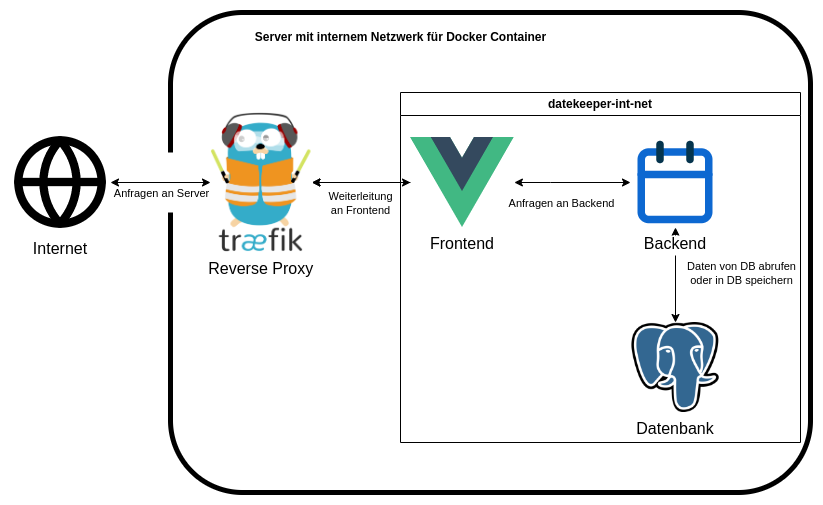 Server mit internem Netzwerk für Docker Container
datekeeper-int-net
Anfragen an Server
Internet
træfik
Reverse Proxy
Weiterleitung
an Frontend
Frontend
Anfragen an Backend
Backend
Daten von DB abrufen
oder in DB speichern
Datenbank